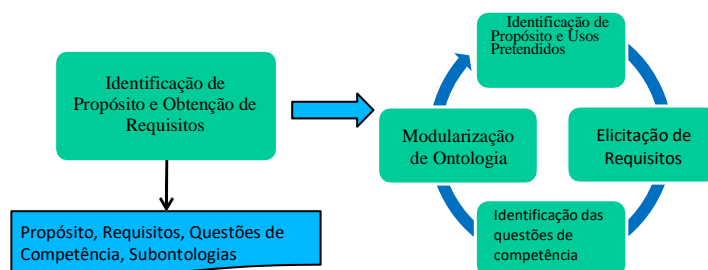 Identificação de
Propósito e Obtenção de
Requisitos
Propósito, Requisitos, Questões de
Competência, Subontologias
Identificação de
Propósito e Usos
Pretendidos
Elicitação de
Requisitos
Identificação das
questões de
competência
Modularização
de Ontologia